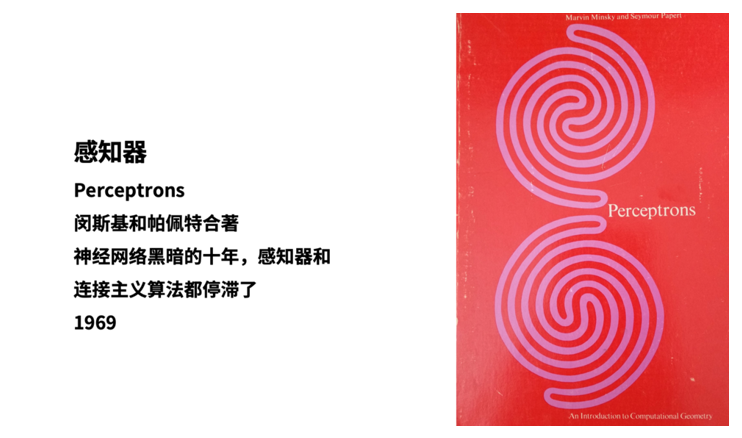 感知器
Perceptrons
闵斯基和帕佩特合著
神经网络黑暗的十年，感知器和
连接主义算法都停滞了
1969
Marvin Minsky and Seymour Papert
Perceptrons
An Introduction to Computational Geometry